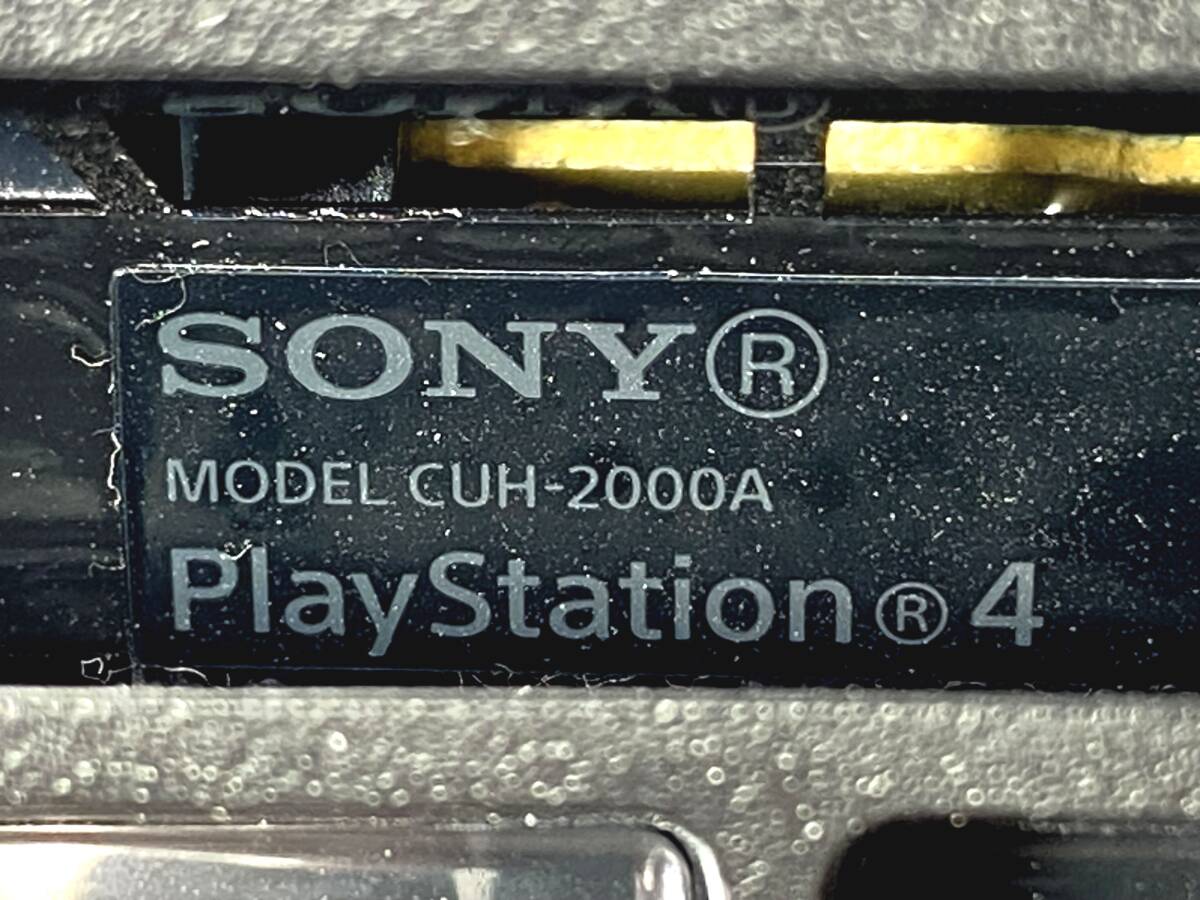 SONY®
MODEL CUH-2000A
PlayStation®4